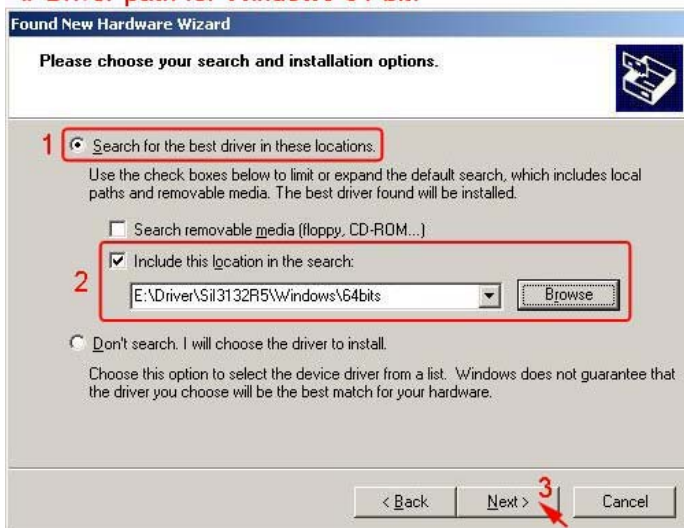 Found New Hardware Wizard
Please choose your search and installation options.
1 Search for the best driver in these locations.
Use the check boxes below to limit or expand the default search, which includes local
paths and removable media. The best driver found will be installed.
Search removable media (floppy, CD-ROM...)
2 Include this location in the search:
E:\Driver\SiI3132R5\Windows\64bits Browse
Don't search. I will choose the driver to install.
Choose this option to select the device driver from a list. Windows does not guarantee that
the driver you choose will be the best match for your hardware.
< Back Next > 3 Cancel